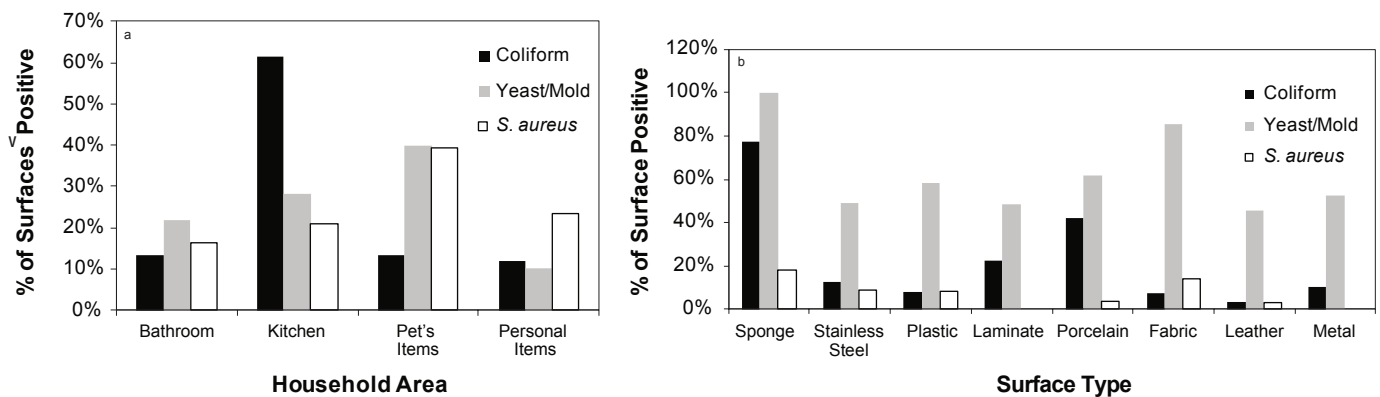 a
70%
60%
50%
40%
30%
20%
10%
0%
% of Surfaces Positive
v
Coliform
Yeast/Mold
S. aureus
Bathroom
Kitchen
Pet's
Items
Personal
Items
Household Area
b
120%
100%
80%
60%
40%
20%
0%
% of Surface Positive
Coliform
Yeast/Mold
S. aureus
Sponge
Stainless
Steel
Plastic
Laminate
Porcelain
Fabric
Leather
Metal
Surface Type